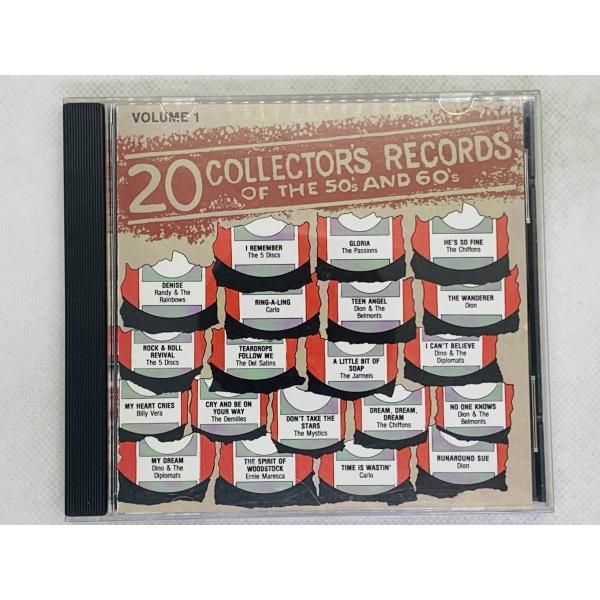 VOLUME 1
20 COLLECTOR'S RECORDS
OF THE 50s AND 60's
I REMEMBER
The 5 Discs
GLORIA
The Passions
HE'S SO FINE
The Chiffons
DENISE
Randy & The
Rainbows
RING-A-LING
Carlo
TEEN ANGEL
Dion & The
Belmonts
THE WANDERER
Dion
ROCK & ROLL
REVIVAL
The 5 Discs
TEARDROPS
FOLLOW ME
The Del Satins
A LITTLE BIT OF
SOAP
The Jarmels
I CAN'T BELIEVE
Dino & The
Diplomats
MY HEART CRIES
Billy Vera
CRY AND BE ON
YOUR WAY
The Demilles
DON'T TAKE THE
STARS
The Mystics
DREAM, DREAM,
DREAM
The Chiffons
NO ONE KNOWS
Dion & The
Belmonts
MY DREAM
Dino & The
Diplomats
THE SPIRIT OF
WOODSTOCK
Ernie Maresca
TIME IS WASTIN'
Carlo
RUNAROUND SUE
Dion